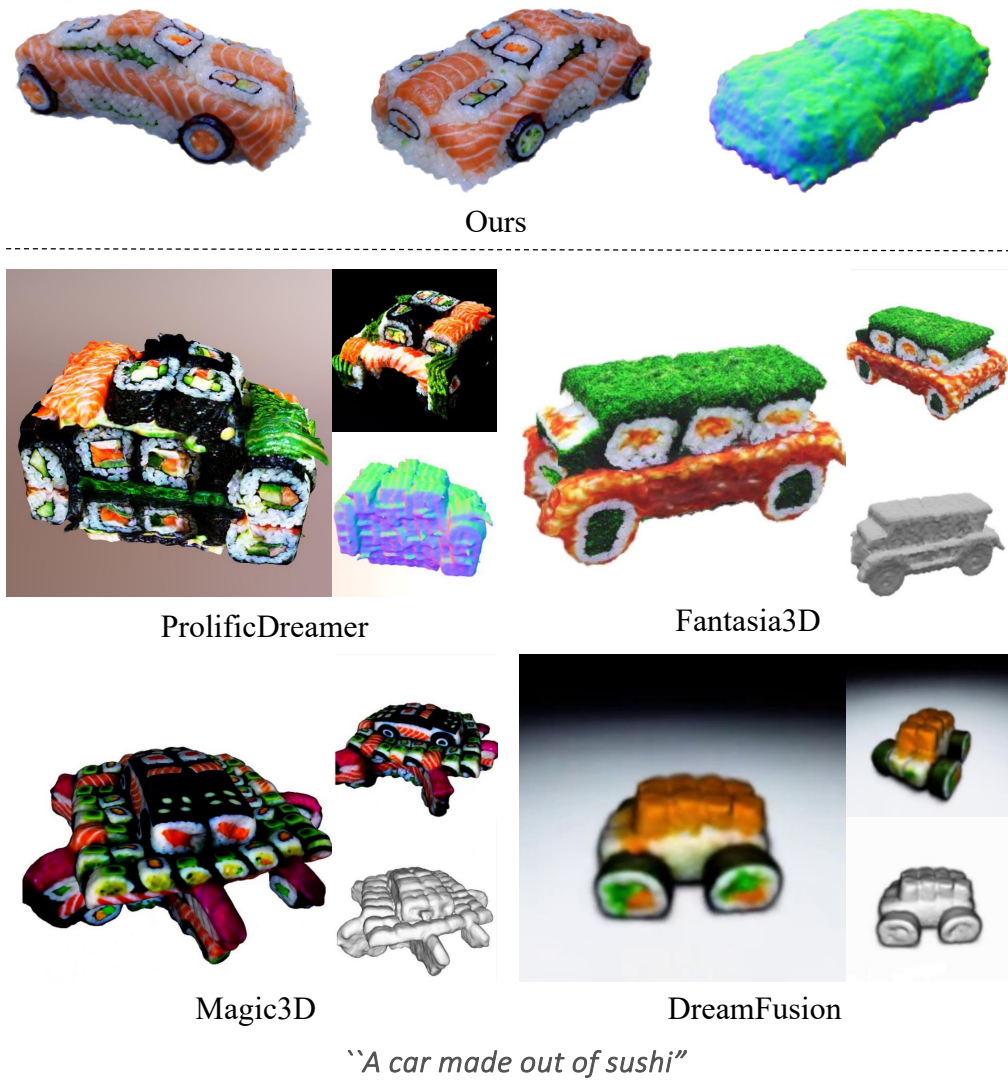 Ours
ProlificDreamer
Fantasia3D
Magic3D
DreamFusion
``A car made out of sushi”